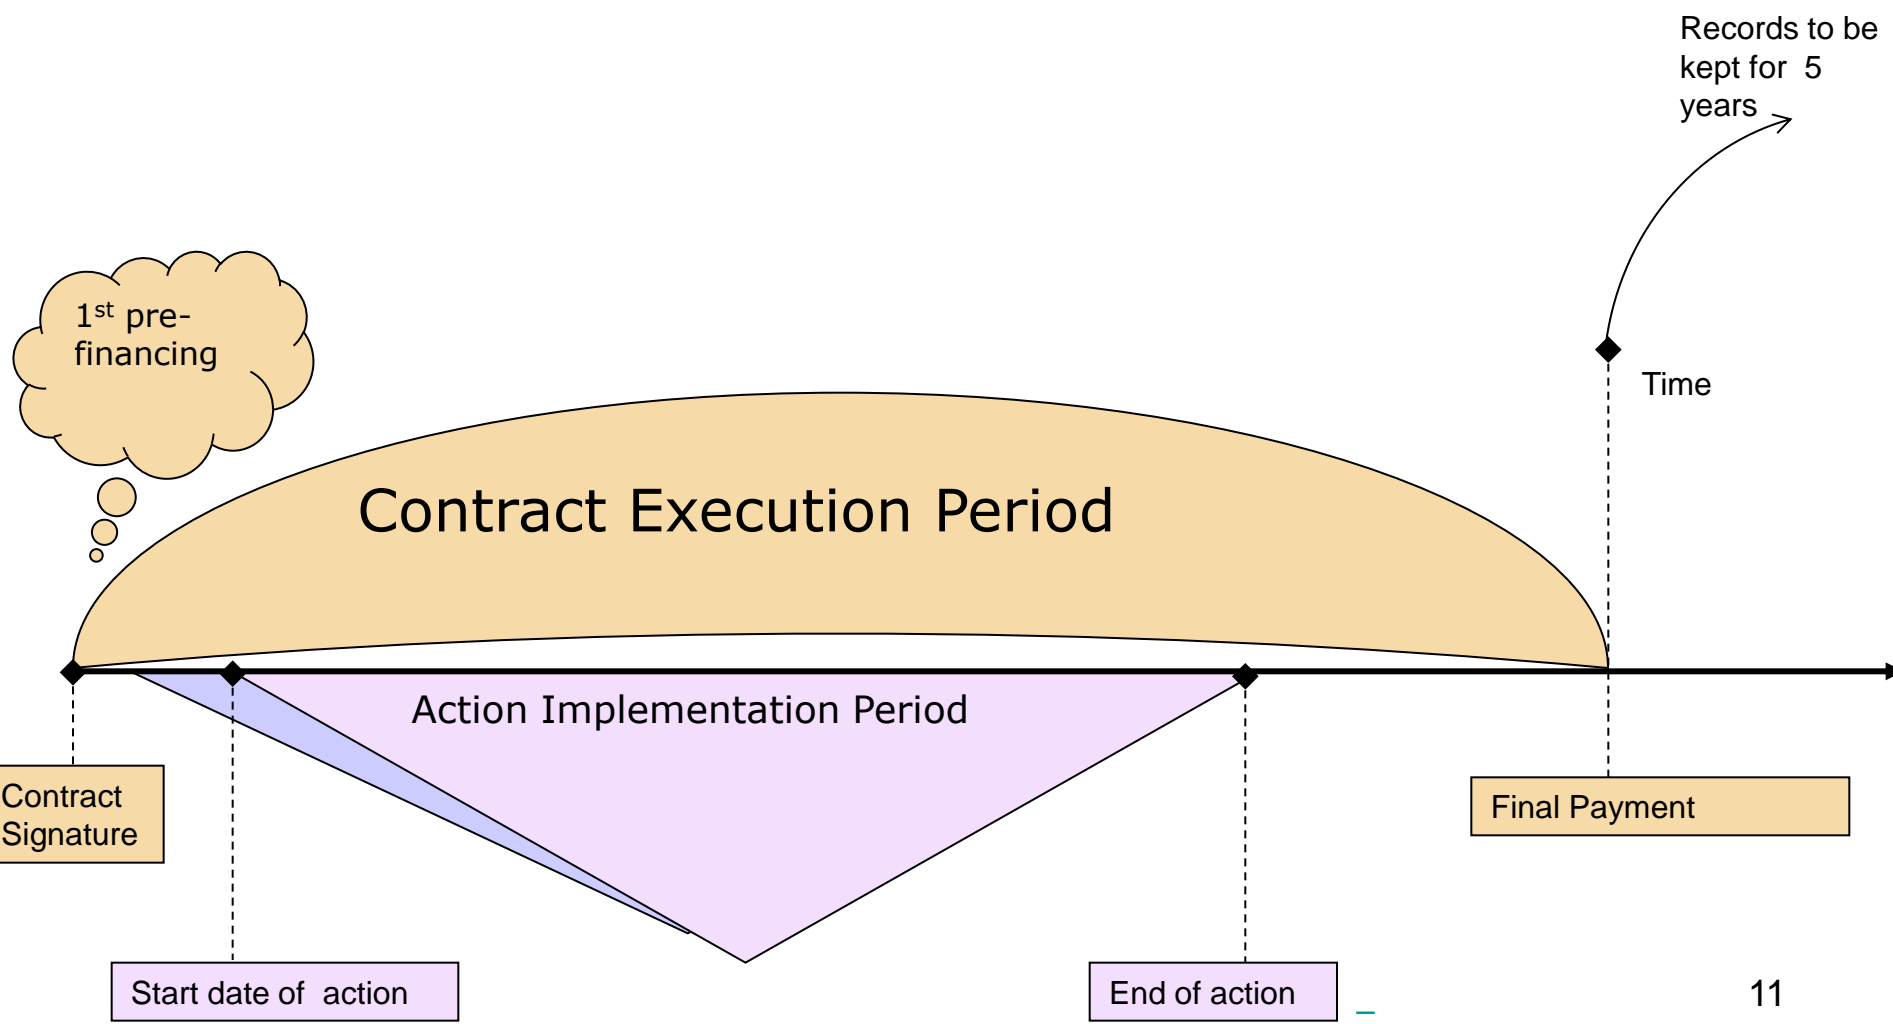 Records to be
kept for 5
years
1st pre-
financing
Time
Contract Execution Period
Action Implementation Period
Contract
Signature
Final Payment
Start date of action
End of action
_
11